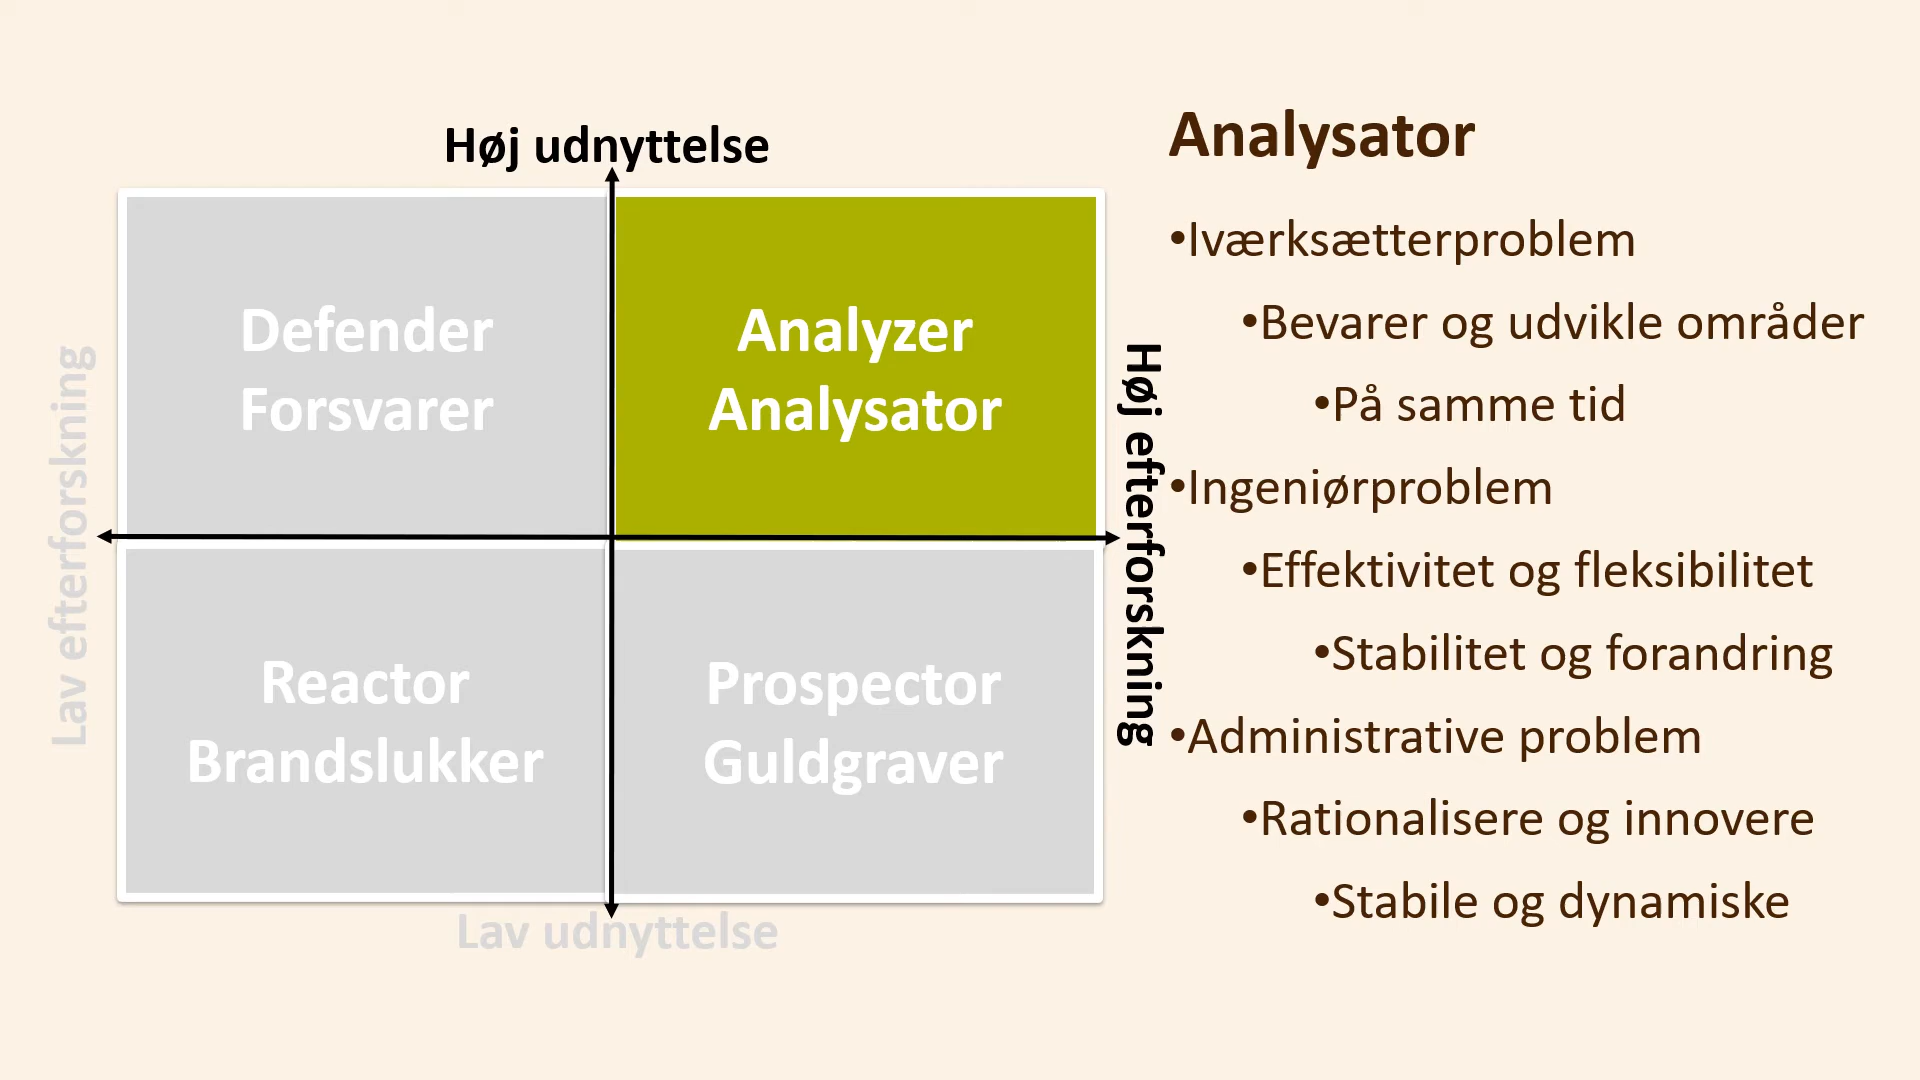 Høj udnyttelse
Defender
Forsvarer
Analyzer
Analysator
Lav efterforskning
Høj efterforskning
Reactor
Brandslukker
Prospector
Guldgraver
Lav udnyttelse
Analysator
•Iværksætterproblem
•Bevarer og udvikle områder
•På samme tid
•Ingeniørproblem
•Effektivitet og fleksibilitet
•Stabilitet og forandring
•Administrative problem
•Rationalisere og innovere
•Stabile og dynamiske